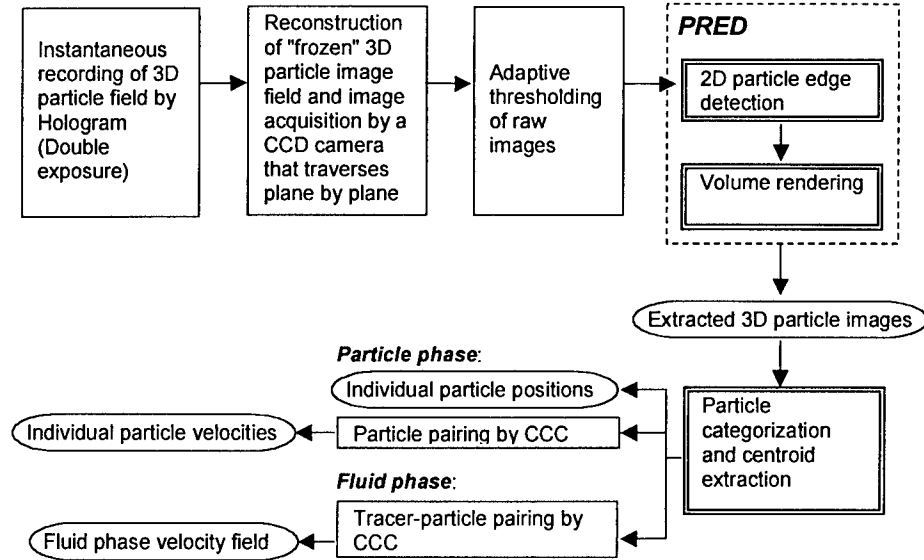 Instantaneous
recording of 3D
particle field by
Hologram
(Double
exposure)
Reconstruction
of "frozen" 3D
particle image
field and image
acquisition by a
CCD camera
that traverses
plane by plane
Adaptive
thresholding
of raw
images
PRED
2D particle edge
detection
Volume rendering
Extracted 3D particle images
Particle
categorization
and centroid
extraction
Particle phase:
Individual particle positions
Particle pairing by CCC
Individual particle velocities
Fluid phase:
Tracer-particle pairing by
CCC
Fluid phase velocity field